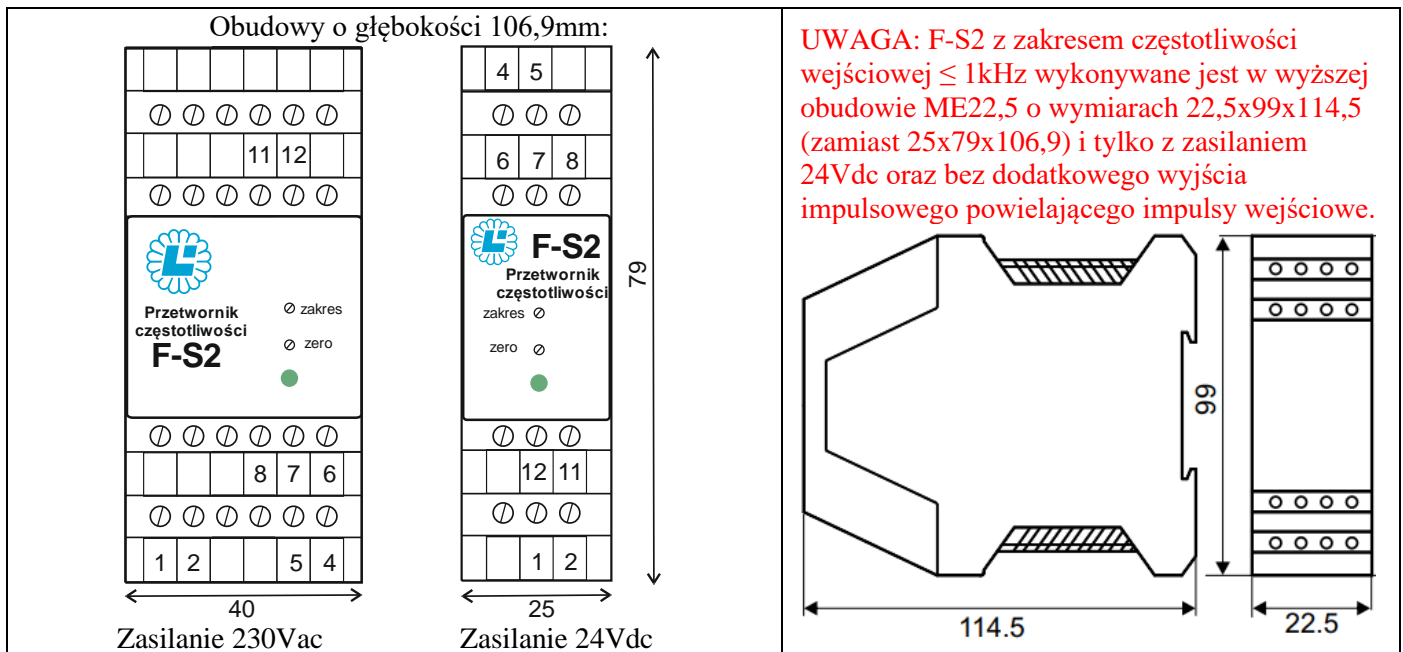 Obudowy o głębokości 106,9mm:
4 5
11 12
6 7 8
F-S2
Przetwornik
częstotliwości
zakres
zero
Przetwornik
częstotliwości
F-S2
zakres
zero
79
12 11
8 7 6
1 2 5 4
1 2
40
25
Zasilanie 230Vac
Zasilanie 24Vdc
UWAGA: F-S2 z zakresem częstotliwości
wejściowej ≤ 1kHz wykonywane jest w wyższej
obudowie ME22,5 o wymiarach 22,5x99x114,5
(zamiast 25x79x106,9) i tylko z zasilaniem
24Vdc oraz bez dodatkowego wyjścia
impulsowego powielającego impulsy wejściowe.
99
114.5
22.5